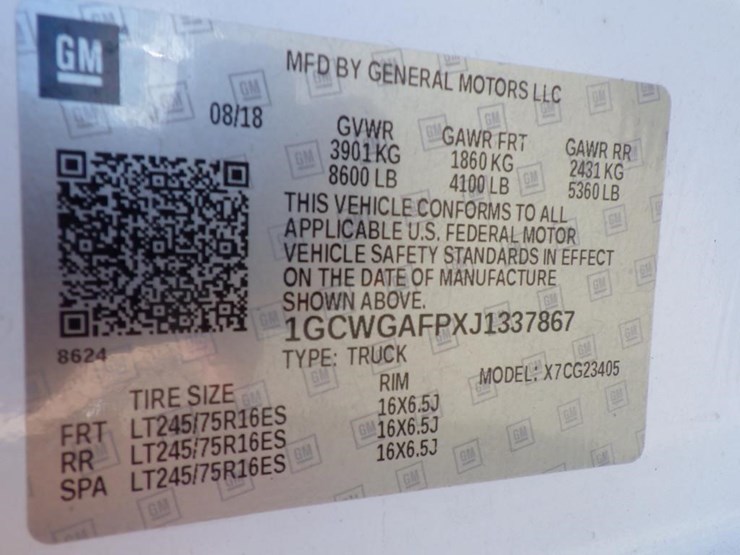 GM
MFD BY GENERAL MOTORS LLC
08/18
GVWR GAWR FRT GAWR RR
3901 KG 1860 KG 2431 KG
8600 LB 4100 LB 5360 LB
THIS VEHICLE CONFORMS TO ALL
APPLICABLE U.S. FEDERAL MOTOR
VEHICLE SAFETY STANDARDS IN EFFECT
ON THE DATE OF MANUFACTURE
SHOWN ABOVE.
1GCWGAFPXJ1337867
8624
TYPE: TRUCK MODEL: X7CG23405
TIRE SIZE RIM
FRT LT245/75R16ES 16X6.5J
RR LT245/75R16ES 16X6.5J
SPA LT245/75R16ES 16X6.5J